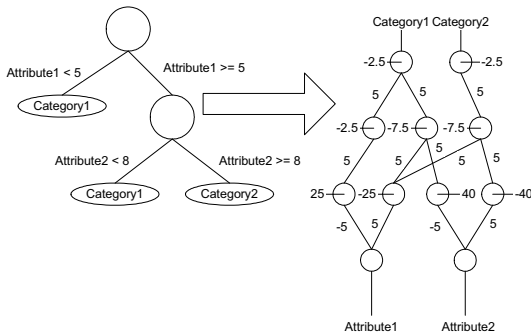 Category1 Category2
-2.5 -2.5
Attribute1 < 5 Attribute1 >= 5
5 5 5
Category1
-2.5 -7.5 -7.5
Attribute2 < 8 Attribute2 >= 8
5 5 5 5
Category1 Category2
25 -25 40 -40
-5 5 -5 5
Attribute1 Attribute2